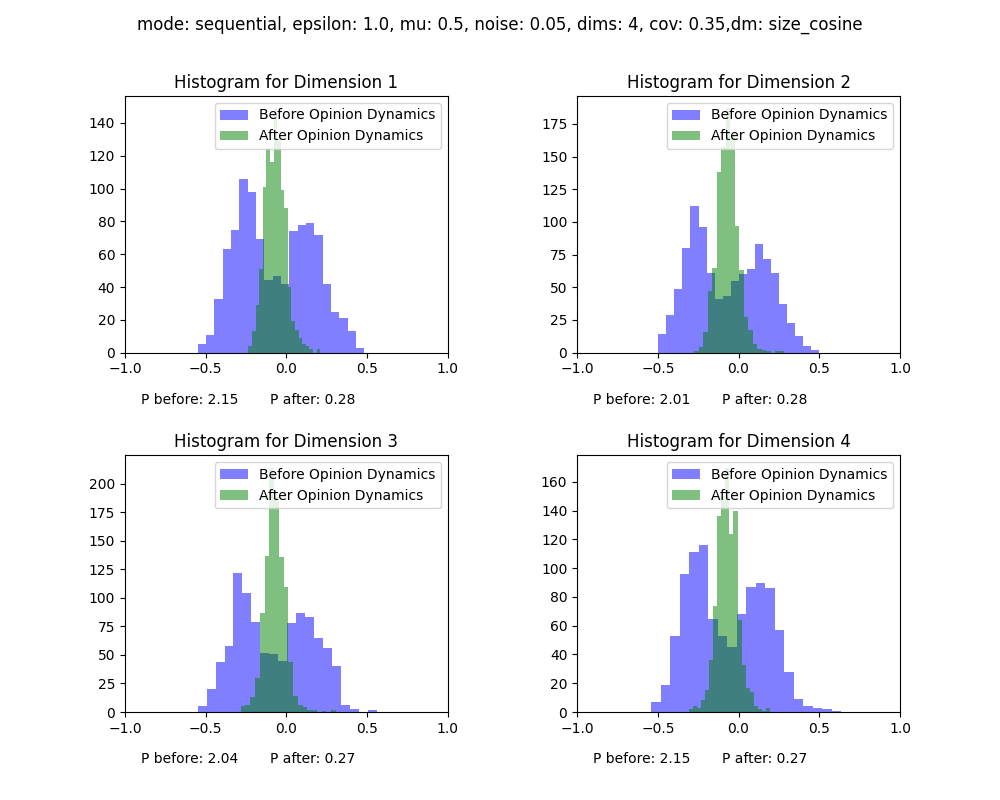 mode: sequential, epsilon: 1.0, mu: 0.5, noise: 0.05, dims: 4, cov: 0.35,dm: size_cosine
Histogram for Dimension 1
Before Opinion Dynamics
After Opinion Dynamics
140
120
100
80
60
40
20
0
−1.0 −0.5 0.0 0.5 1.0
P before: 2.15 P after: 0.28
Histogram for Dimension 2
Before Opinion Dynamics
After Opinion Dynamics
175
150
125
100
75
50
25
0
−1.0 −0.5 0.0 0.5 1.0
P before: 2.01 P after: 0.28
Histogram for Dimension 3
Before Opinion Dynamics
After Opinion Dynamics
200
175
150
125
100
75
50
25
0
−1.0 −0.5 0.0 0.5 1.0
P before: 2.04 P after: 0.27
Histogram for Dimension 4
Before Opinion Dynamics
After Opinion Dynamics
160
140
120
100
80
60
40
20
0
−1.0 −0.5 0.0 0.5 1.0
P before: 2.15 P after: 0.27